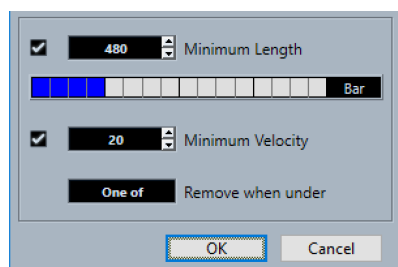 480 Minimum Length
Bar
20 Minimum Velocity
One of Remove when under
OK Cancel